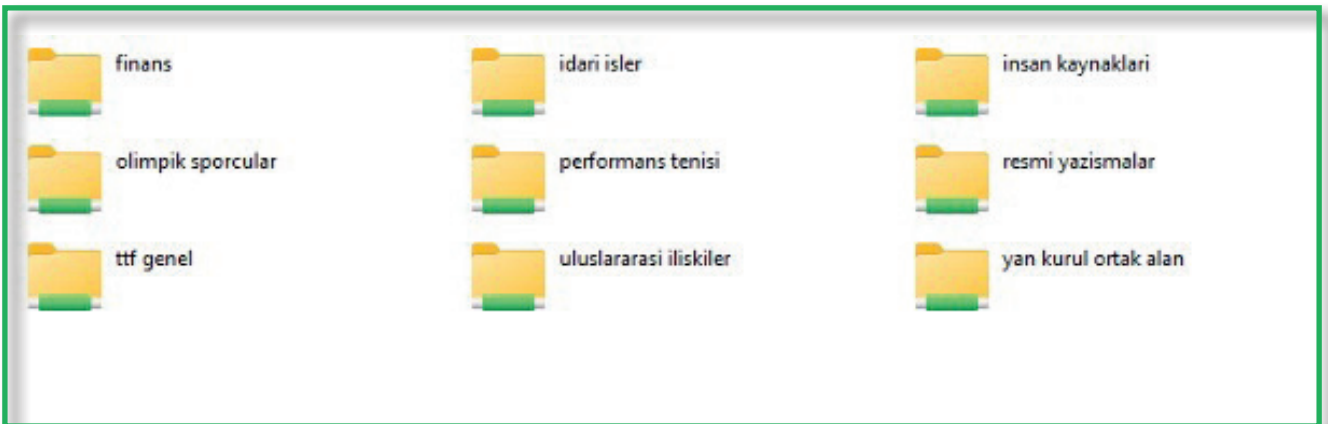 finans
idari isler
insan kaynaklari
olimpik sporcular
performans tenisi
resmi yazismalar
ttf genel
uluslararasi iliskiler
yan kurul ortak alan